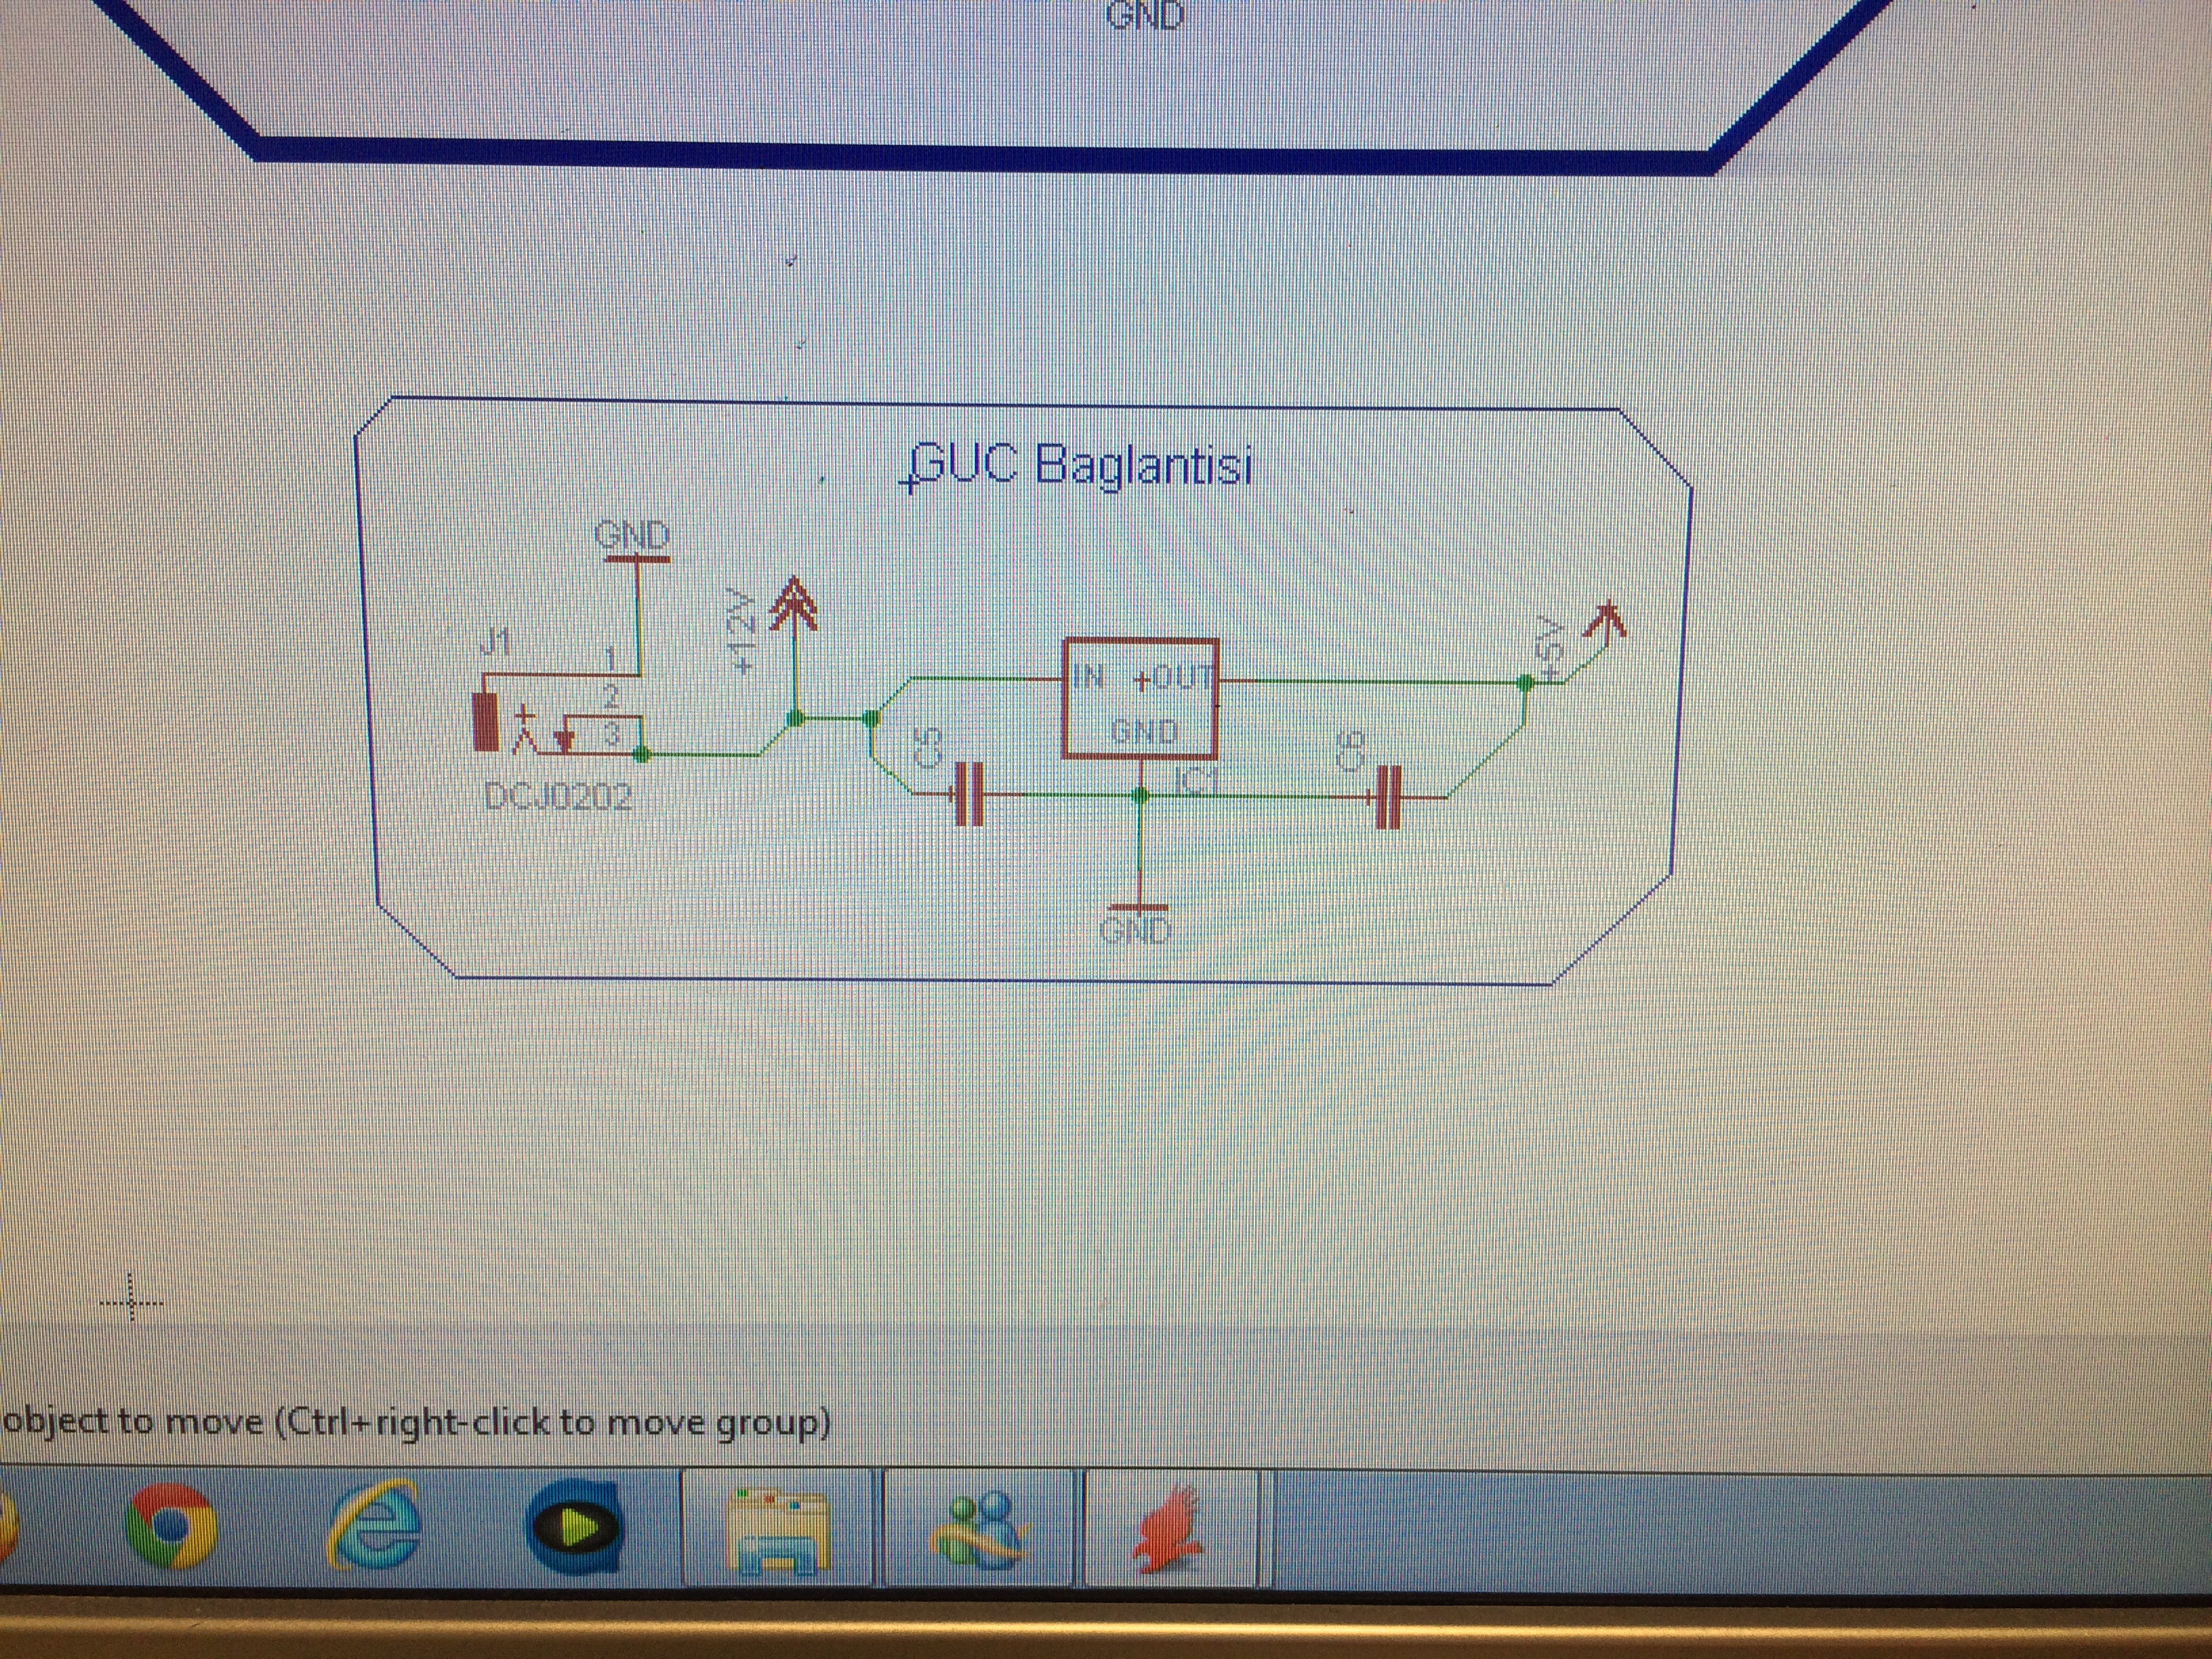 GND
GUC Baglantisi
GND
+12V
+5V
J1
1
2
3
IN +OUT
GND
C5
C6
IC1
DCJ0202
GND
object to move (Ctrl+right-click to move group)